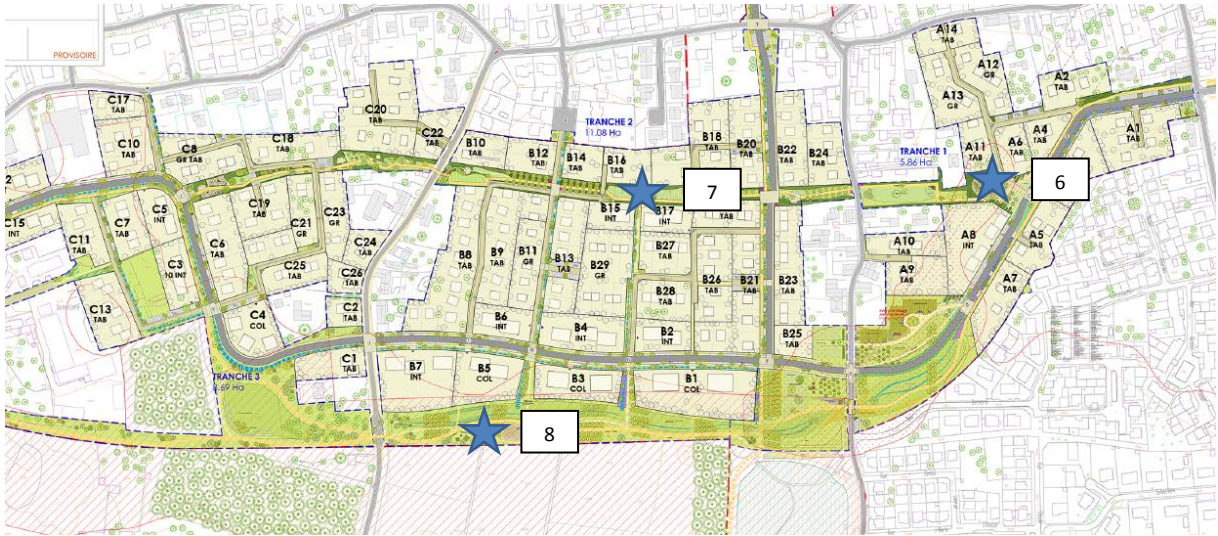 PROVISOIRE
A14
TAB
A12
GR
A13
GR
A2
TAB
A1
TAB
A4
TAB
A6
TAB
A11
TAB
TRANCHE 1
5.86 Ha
6
A5
TAB
A8
INT
A7
TAB
A10
TAB
A9
TAB
TRANCHE 2
11.08 Ha
B18
TAB
B20
TAB
B22
TAB
B24
TAB
B10
TAB
B12
TAB
B14
TAB
B16
TAB
7
B15
INT
B17
INT
TAB
B8
TAB
B9
TAB
B11
GR
B13
TAB
B29
GR
B27
TAB
B28
TAB
B26
TAB
B21
TAB
B23
TAB
B6
INT
B4
INT
B2
INT
B25
TAB
B7
INT
B5
COL
B3
COL
B1
COL
8
C17
TAB
C10
TAB
C8
GR TAB
C18
TAB
C20
TAB
C22
TAB
C15
INT
C11
TAB
C7
TAB
C5
INT
C3
10 INT
C13
TAB
C6
TAB
C19
TAB
C21
GR
C23
GR
C24
TAB
C25
TAB
C26
TAB
C2
TAB
C4
COL
C1
TAB
TRANCHE 3